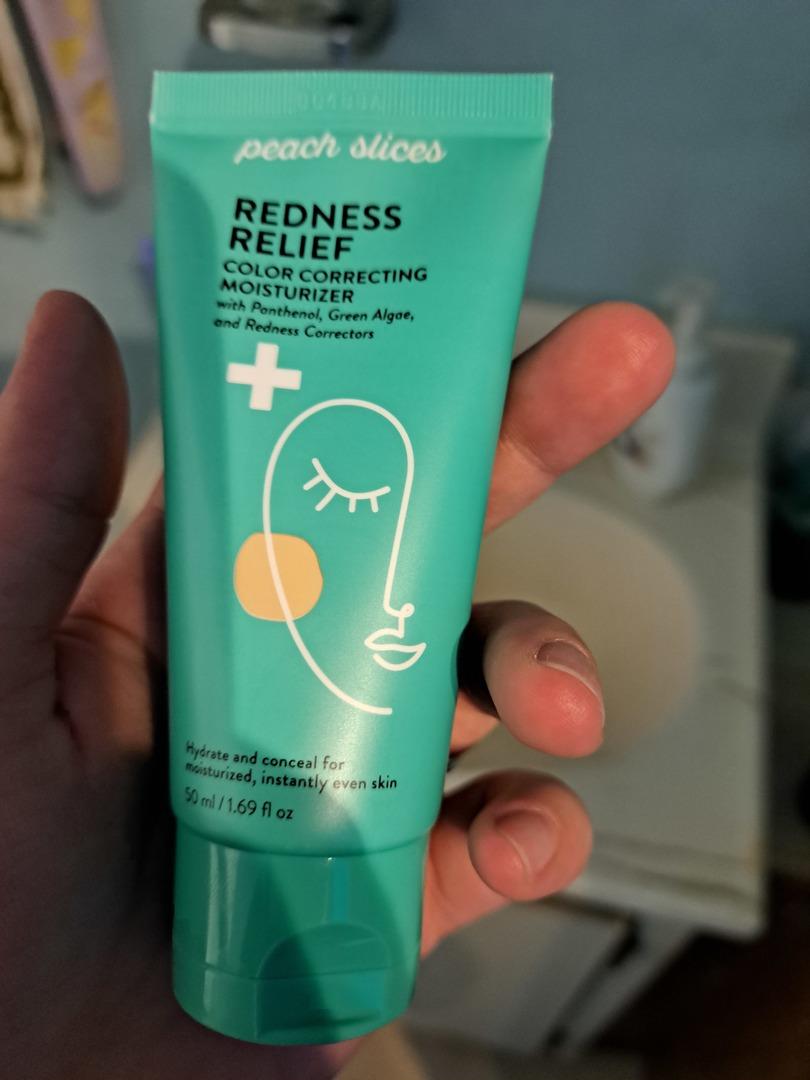 peach slices
REDNESS
RELIEF
COLOR CORRECTING
MOISTURIZER
with Panthenol, Green Algae,
and Redness Correctors
Hydrate and conceal for
moisturized, instantly even skin
50 ml / 1.69 fl oz